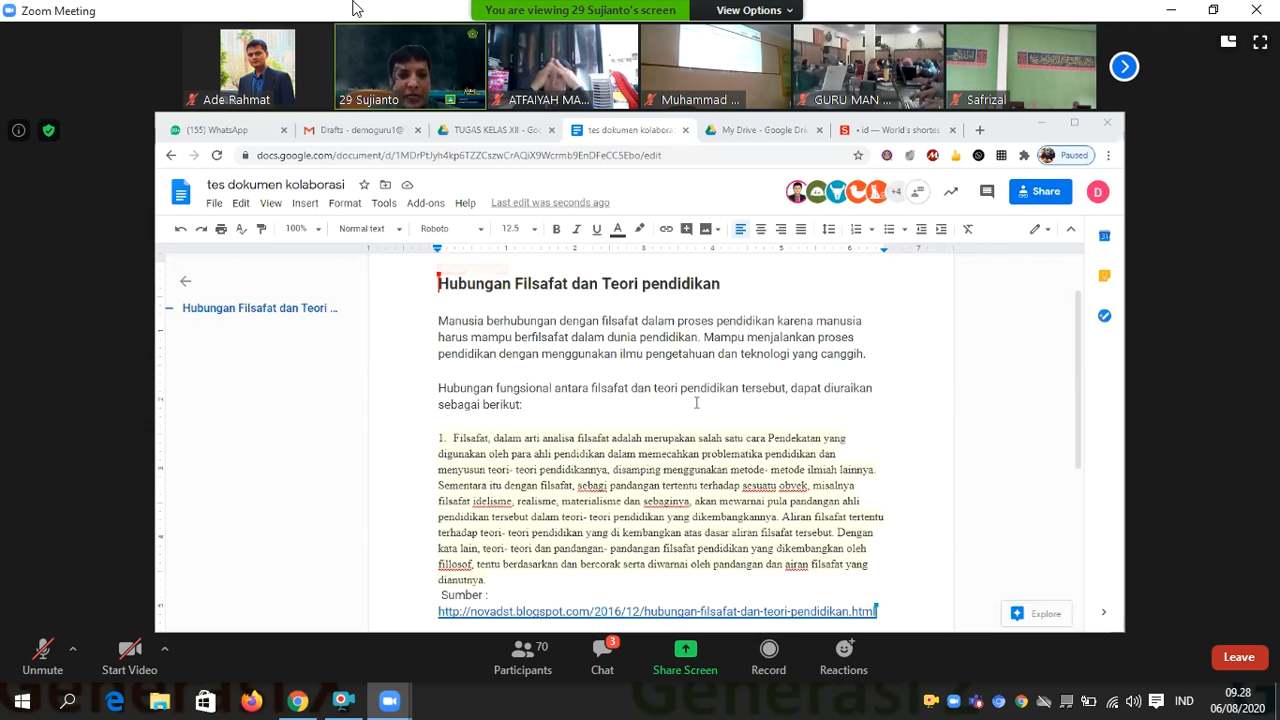 Zoom Meeting
You are viewing 29 Sujianto's screen
View Options
Ade Rahmat
29 Sujianto
ATFAIYAH MA...
Muhammad ...
GURU MAN ...
Safrizal
(155) WhatsApp
Drafts - demoguru1@
TUGAS KELAS XII - Goo
tes dokumen kolabora
My Drive - Google Driv
• id — World's shortes
docs.google.com/document/d/1MDrPtJyh4kp6TZZCszwCrAQiX9Wcrmb9EnDFeCC5Ebo/edit
Paused
tes dokumen kolaborasi
+4
Share
D
File Edit View Insert Format Tools Add-ons Help Last edit was seconds ago
100% Normal text Roboto 12.5 B I U A
Hubungan Filsafat dan Teori ...
Hubungan Filsafat dan Teori pendidikan
Manusia berhubungan dengan filsafat dalam proses pendidikan karena manusia
harus mampu berfilsafat dalam dunia pendidikan. Mampu menjalankan proses
pendidikan dengan menggunakan ilmu pengetahuan dan teknologi yang canggih.
Hubungan fungsional antara filsafat dan teori pendidikan tersebut, dapat diuraikan
sebagai berikut:
1. Filsafat, dalam arti analisa filsafat adalah merupakan salah satu cara Pendekatan yang
digunakan oleh para ahli pendidikan dalam memecahkan problematika pendidikan dan
menyusun teori- teori pendidikannya, disamping menggunakan metode- metode ilmiah lainnya.
Sementara itu dengan filsafat, sebagi pandangan tertentu terhadap sesuatu obyek, misalnya
filsafat idelisme, realisme, materialisme dan sebaginya, akan mewarnai pula pandangan ahli
pendidikan tersebut dalam teori- teori pendidikan yang dikembangkannya. Aliran filsafat tertentu
terhadap teori- teori pendidikan yang di kembangkan atas dasar aliran filsafat tersebut. Dengan
kata lain, teori- teori dan pandangan- pandangan filsafat pendidikan yang dikembangkan oleh
fillosof, tentu berdasarkan dan bercorak serta diwarnai oleh pandangan dan airan filsafat yang
dianutnya.
Sumber :
http://novadst.blogspot.com/2016/12/hubungan-filsafat-dan-teori-pendidikan.html
Explore
Unmute
Start Video
Participants
70
Chat
3
Share Screen
Record
Reactions
Leave
IND
09.28
06/08/2020